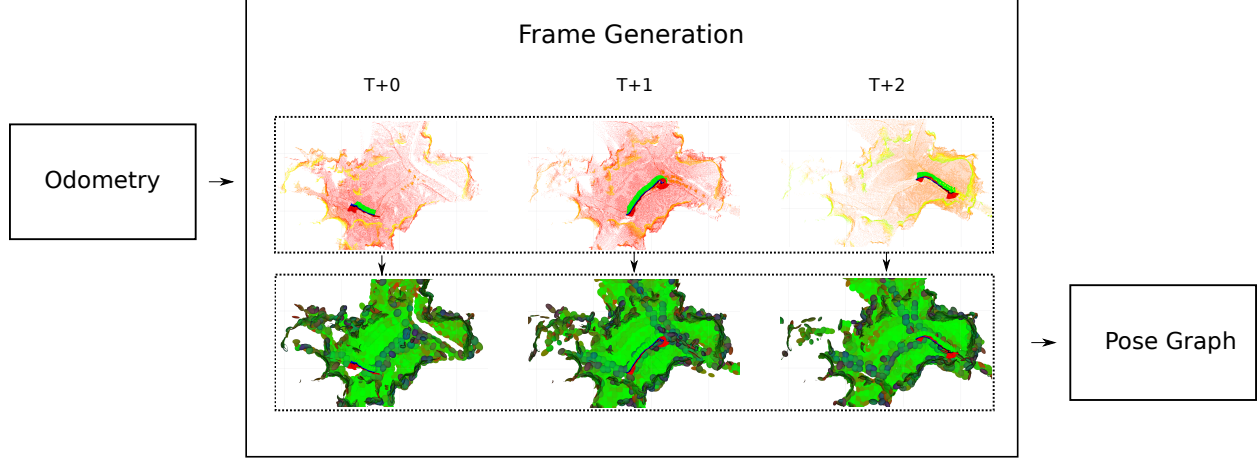 Frame Generation
T+0
T+1
T+2
Odometry
Pose Graph